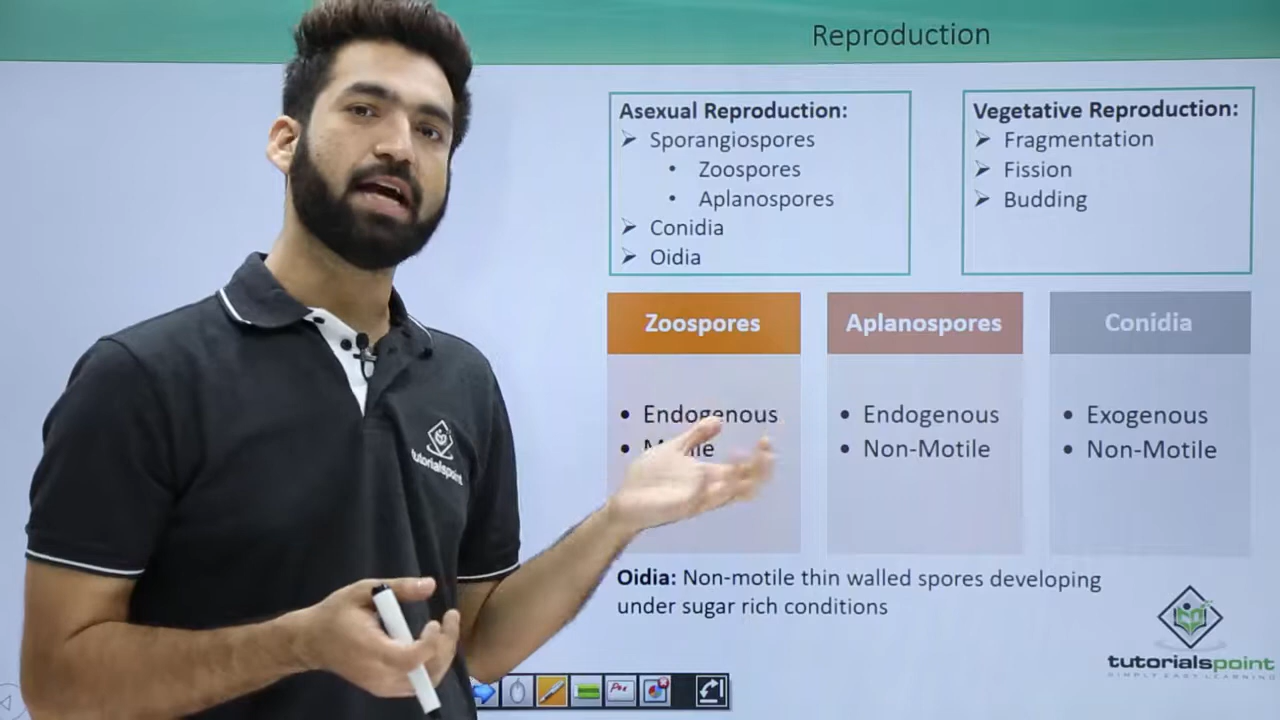 Reproduction
Asexual Reproduction:
Sporangiospores
Zoospores
Aplanospores
Conidia
Oidia
Vegetative Reproduction:
Fragmentation
Fission
Budding
Zoospores
Endogenous
Aplanospores
Endogenous
Non-Motile
Conidia
Exogenous
Non-Motile
Oidia: Non-motile thin walled spores developing
under sugar rich conditions
tutorialspoint
SIMPLY EASY LEARNING
tutorialspoint